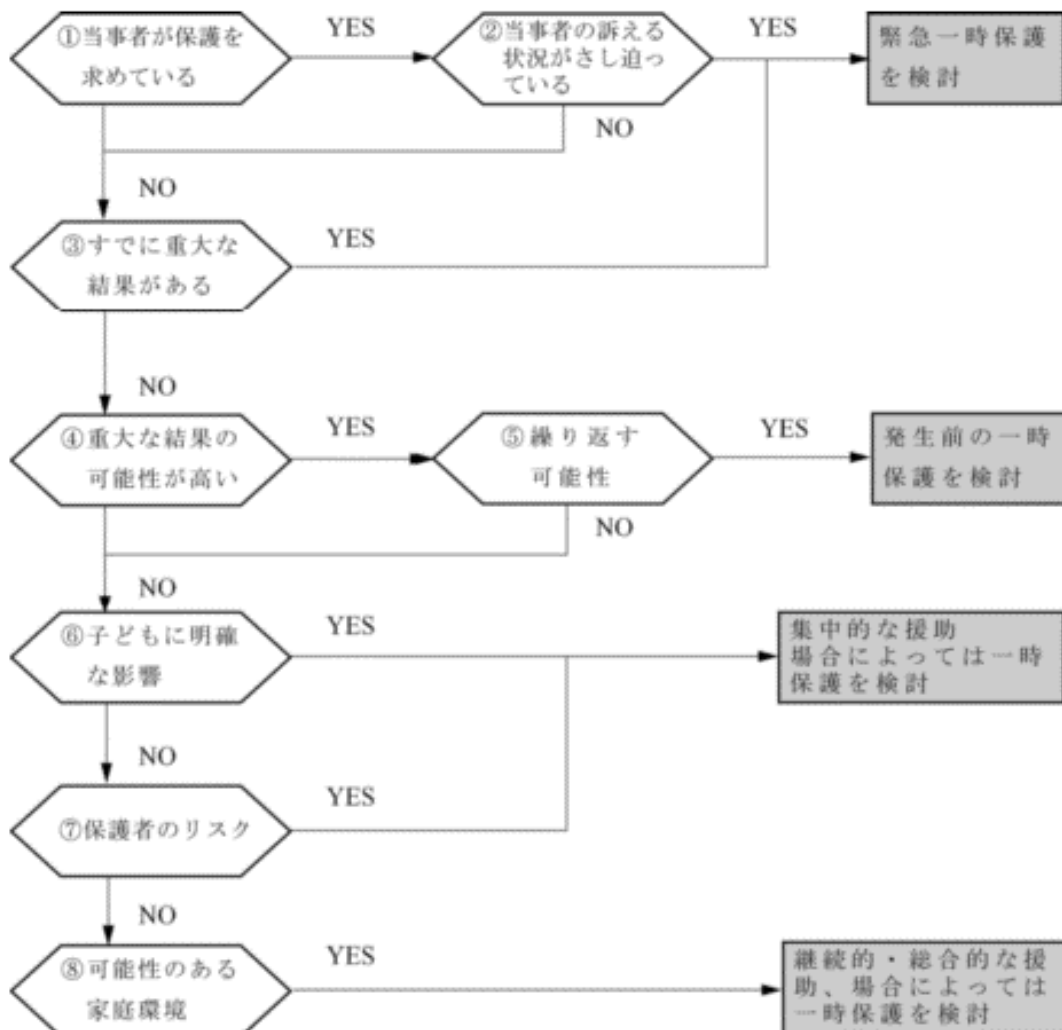 ①当事者が保護を
求めている
YES
②当事者の訴える
状況がさし迫っ
ている
YES
緊急一時保護
を検討
NO
NO
③すでに重大な
結果がある
YES
NO
④重大な結果の
可能性が高い
YES
⑤繰り返す
可能性
YES
発生前の一時
保護を検討
NO
NO
⑥子どもに明確
な影響
YES
集中的な援助
場合によっては一時
保護を検討
NO
⑦保護者のリスク
YES
NO
⑧可能性のある
家庭環境
YES
継続的・総合的な援
助、場合によっては
一時保護を検討